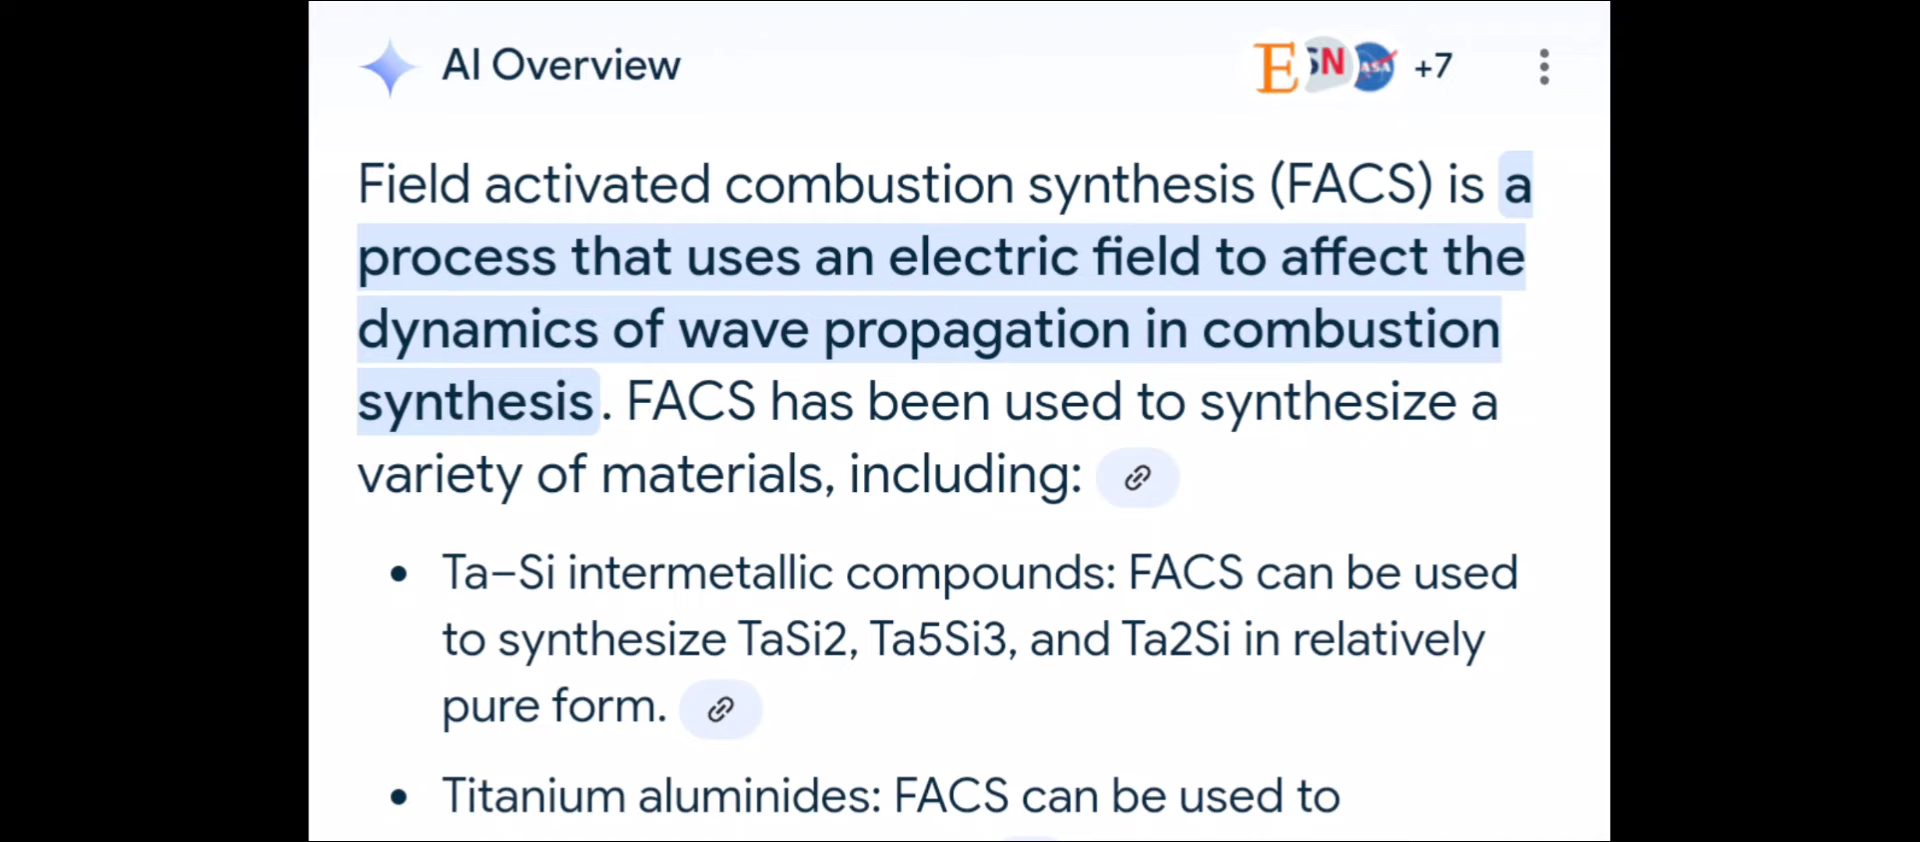 AI Overview
E
SN
NASA
+7
Field activated combustion synthesis (FACS) is a
process that uses an electric field to affect the
dynamics of wave propagation in combustion
synthesis. FACS has been used to synthesize a
variety of materials, including:
• Ta–Si intermetallic compounds: FACS can be used
to synthesize TaSi2, Ta5Si3, and Ta2Si in relatively
pure form.
• Titanium aluminides: FACS can be used to